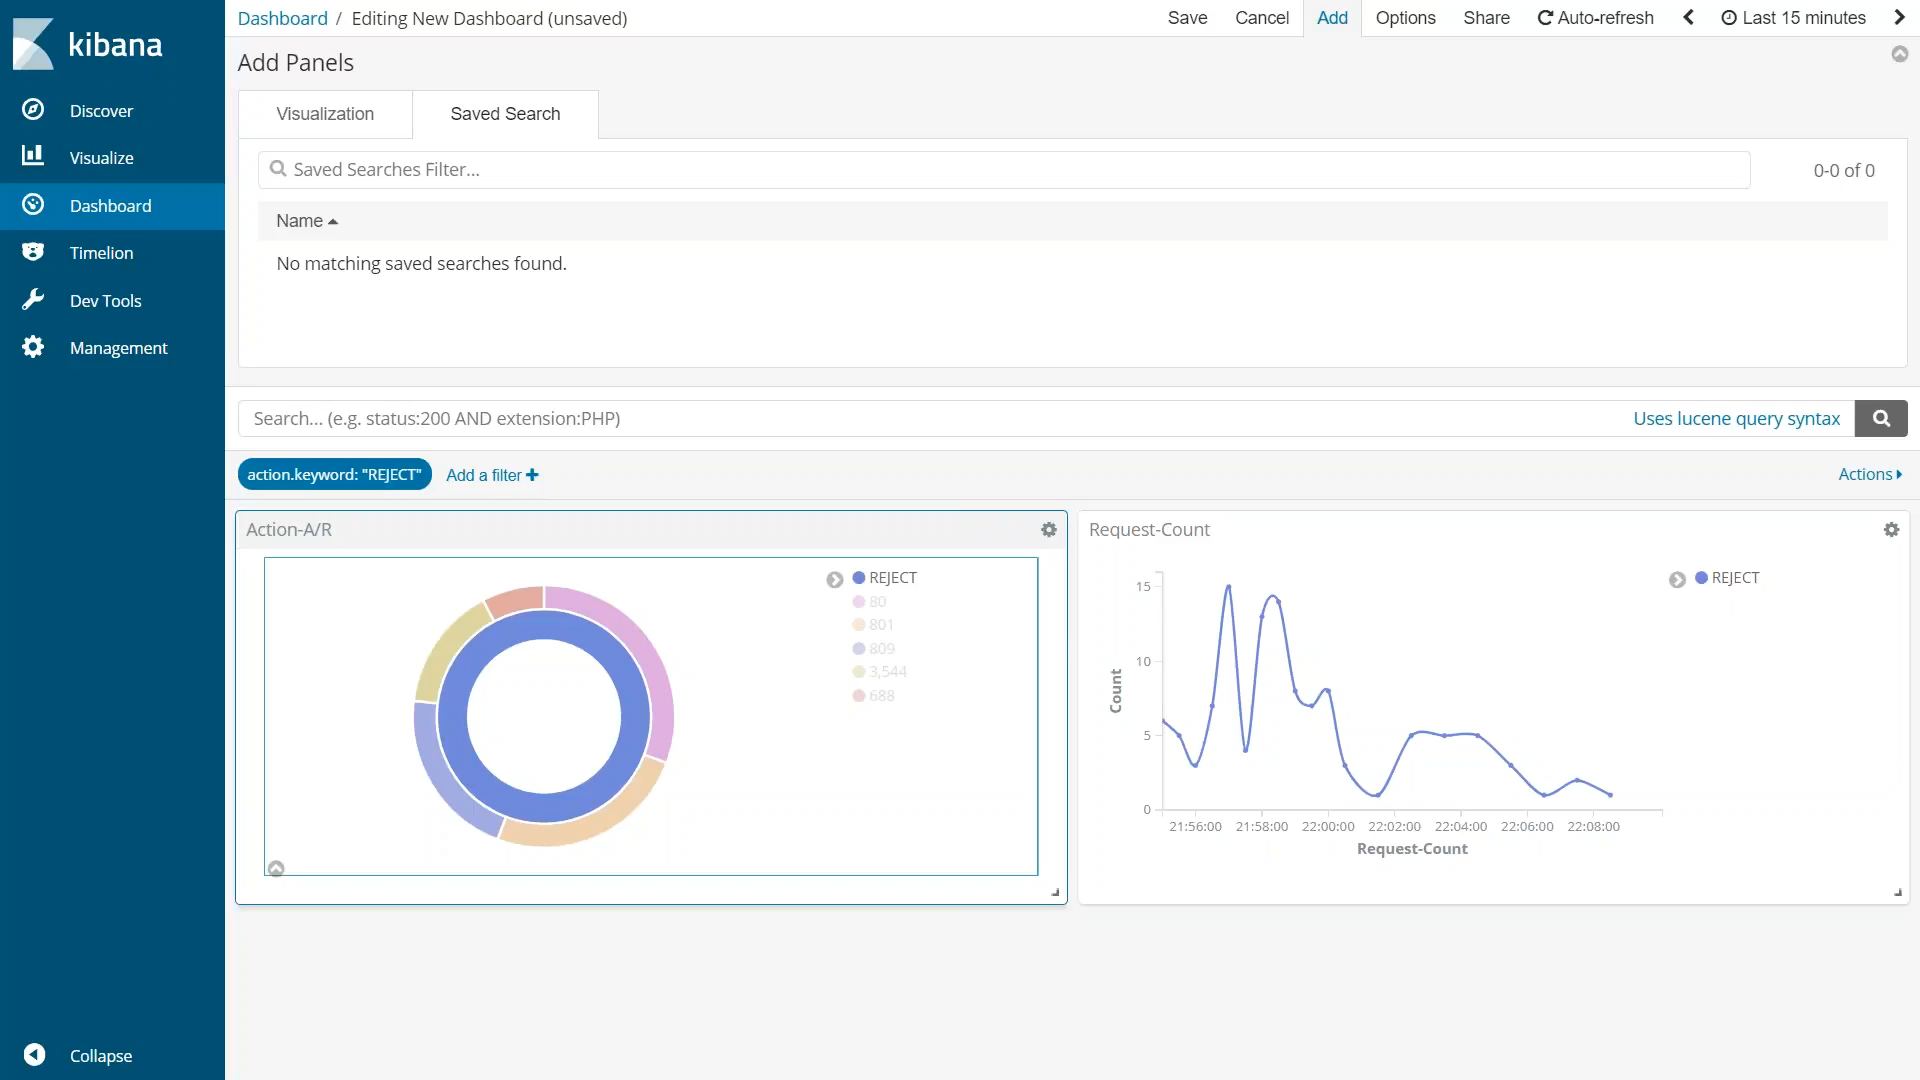 kibana
Discover
Visualize
Dashboard
Timelion
Dev Tools
Management
Collapse
Dashboard / Editing New Dashboard (unsaved)
Save Cancel Add Options Share Auto-refresh Last 15 minutes
Add Panels
Visualization Saved Search
Saved Searches Filter...
0-0 of 0
Name
No matching saved searches found.
Search... (e.g. status:200 AND extension:PHP)
Uses lucene query syntax
action.keyword: "REJECT" Add a filter
Actions
Action-A/R
REJECT
80
801
809
3,544
688
Request-Count
REJECT
15
10
5
0
Count
21:56:00 21:58:00 22:00:00 22:02:00 22:04:00 22:06:00 22:08:00
Request-Count